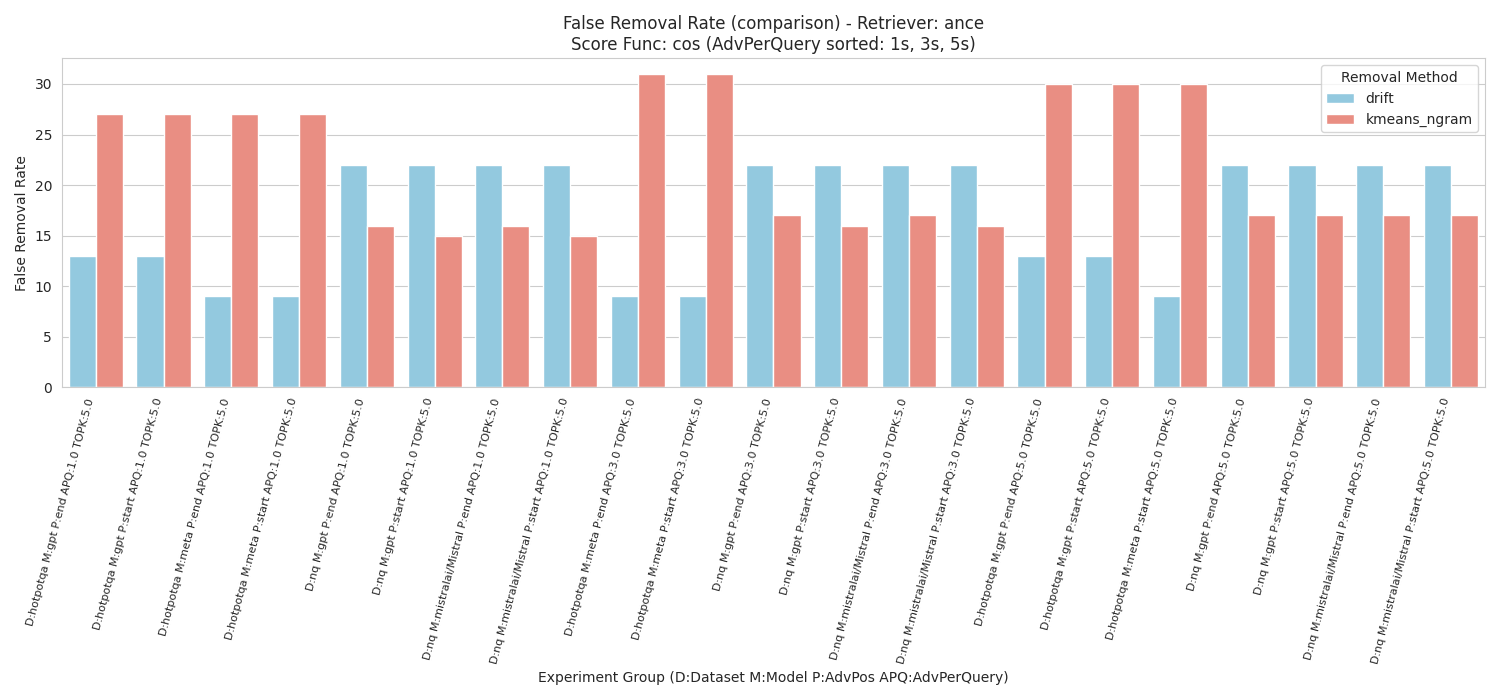 False Removal Rate (comparison) - Retriever: ance
Score Func: cos (AdvPerQuery sorted: 1s, 3s, 5s)
Removal Method
drift
kmeans_ngram
False Removal Rate
30
25
20
15
10
5
0
D:hotpotqa M:gpt P:end APQ:1.0 TOPK:5.0
D:hotpotqa M:gpt P:start APQ:1.0 TOPK:5.0
D:hotpotqa M:meta P:end APQ:1.0 TOPK:5.0
D:hotpotqa M:meta P:start APQ:1.0 TOPK:5.0
D:nq M:gpt P:end APQ:1.0 TOPK:5.0
D:nq M:gpt P:start APQ:1.0 TOPK:5.0
D:nq M:mistralai/Mistral P:end APQ:1.0 TOPK:5.0
D:nq M:mistralai/Mistral P:start APQ:1.0 TOPK:5.0
D:hotpotqa M:meta P:end APQ:3.0 TOPK:5.0
D:hotpotqa M:meta P:start APQ:3.0 TOPK:5.0
D:nq M:gpt P:end APQ:3.0 TOPK:5.0
D:nq M:gpt P:start APQ:3.0 TOPK:5.0
D:nq M:mistralai/Mistral P:end APQ:3.0 TOPK:5.0
D:nq M:mistralai/Mistral P:start APQ:3.0 TOPK:5.0
D:hotpotqa M:gpt P:end APQ:5.0 TOPK:5.0
D:hotpotqa M:gpt P:start APQ:5.0 TOPK:5.0
D:hotpotqa M:meta P:start APQ:5.0 TOPK:5.0
D:nq M:gpt P:end APQ:5.0 TOPK:5.0
D:nq M:gpt P:start APQ:5.0 TOPK:5.0
D:nq M:mistralai/Mistral P:end APQ:5.0 TOPK:5.0
D:nq M:mistralai/Mistral P:start APQ:5.0 TOPK:5.0
Experiment Group (D:Dataset M:Model P:AdvPos APQ:AdvPerQuery)